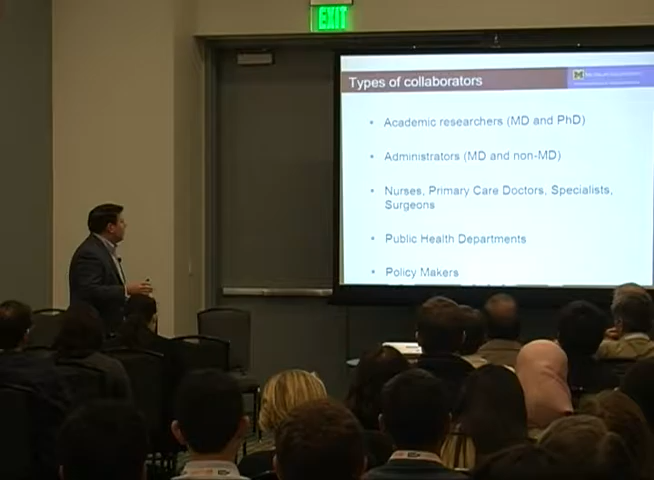 EXIT
Types of collaborators
• Academic researchers (MD and PhD)
• Administrators (MD and non-MD)
• Nurses, Primary Care Doctors, Specialists,
Surgeons
• Public Health Departments
• Policy Makers